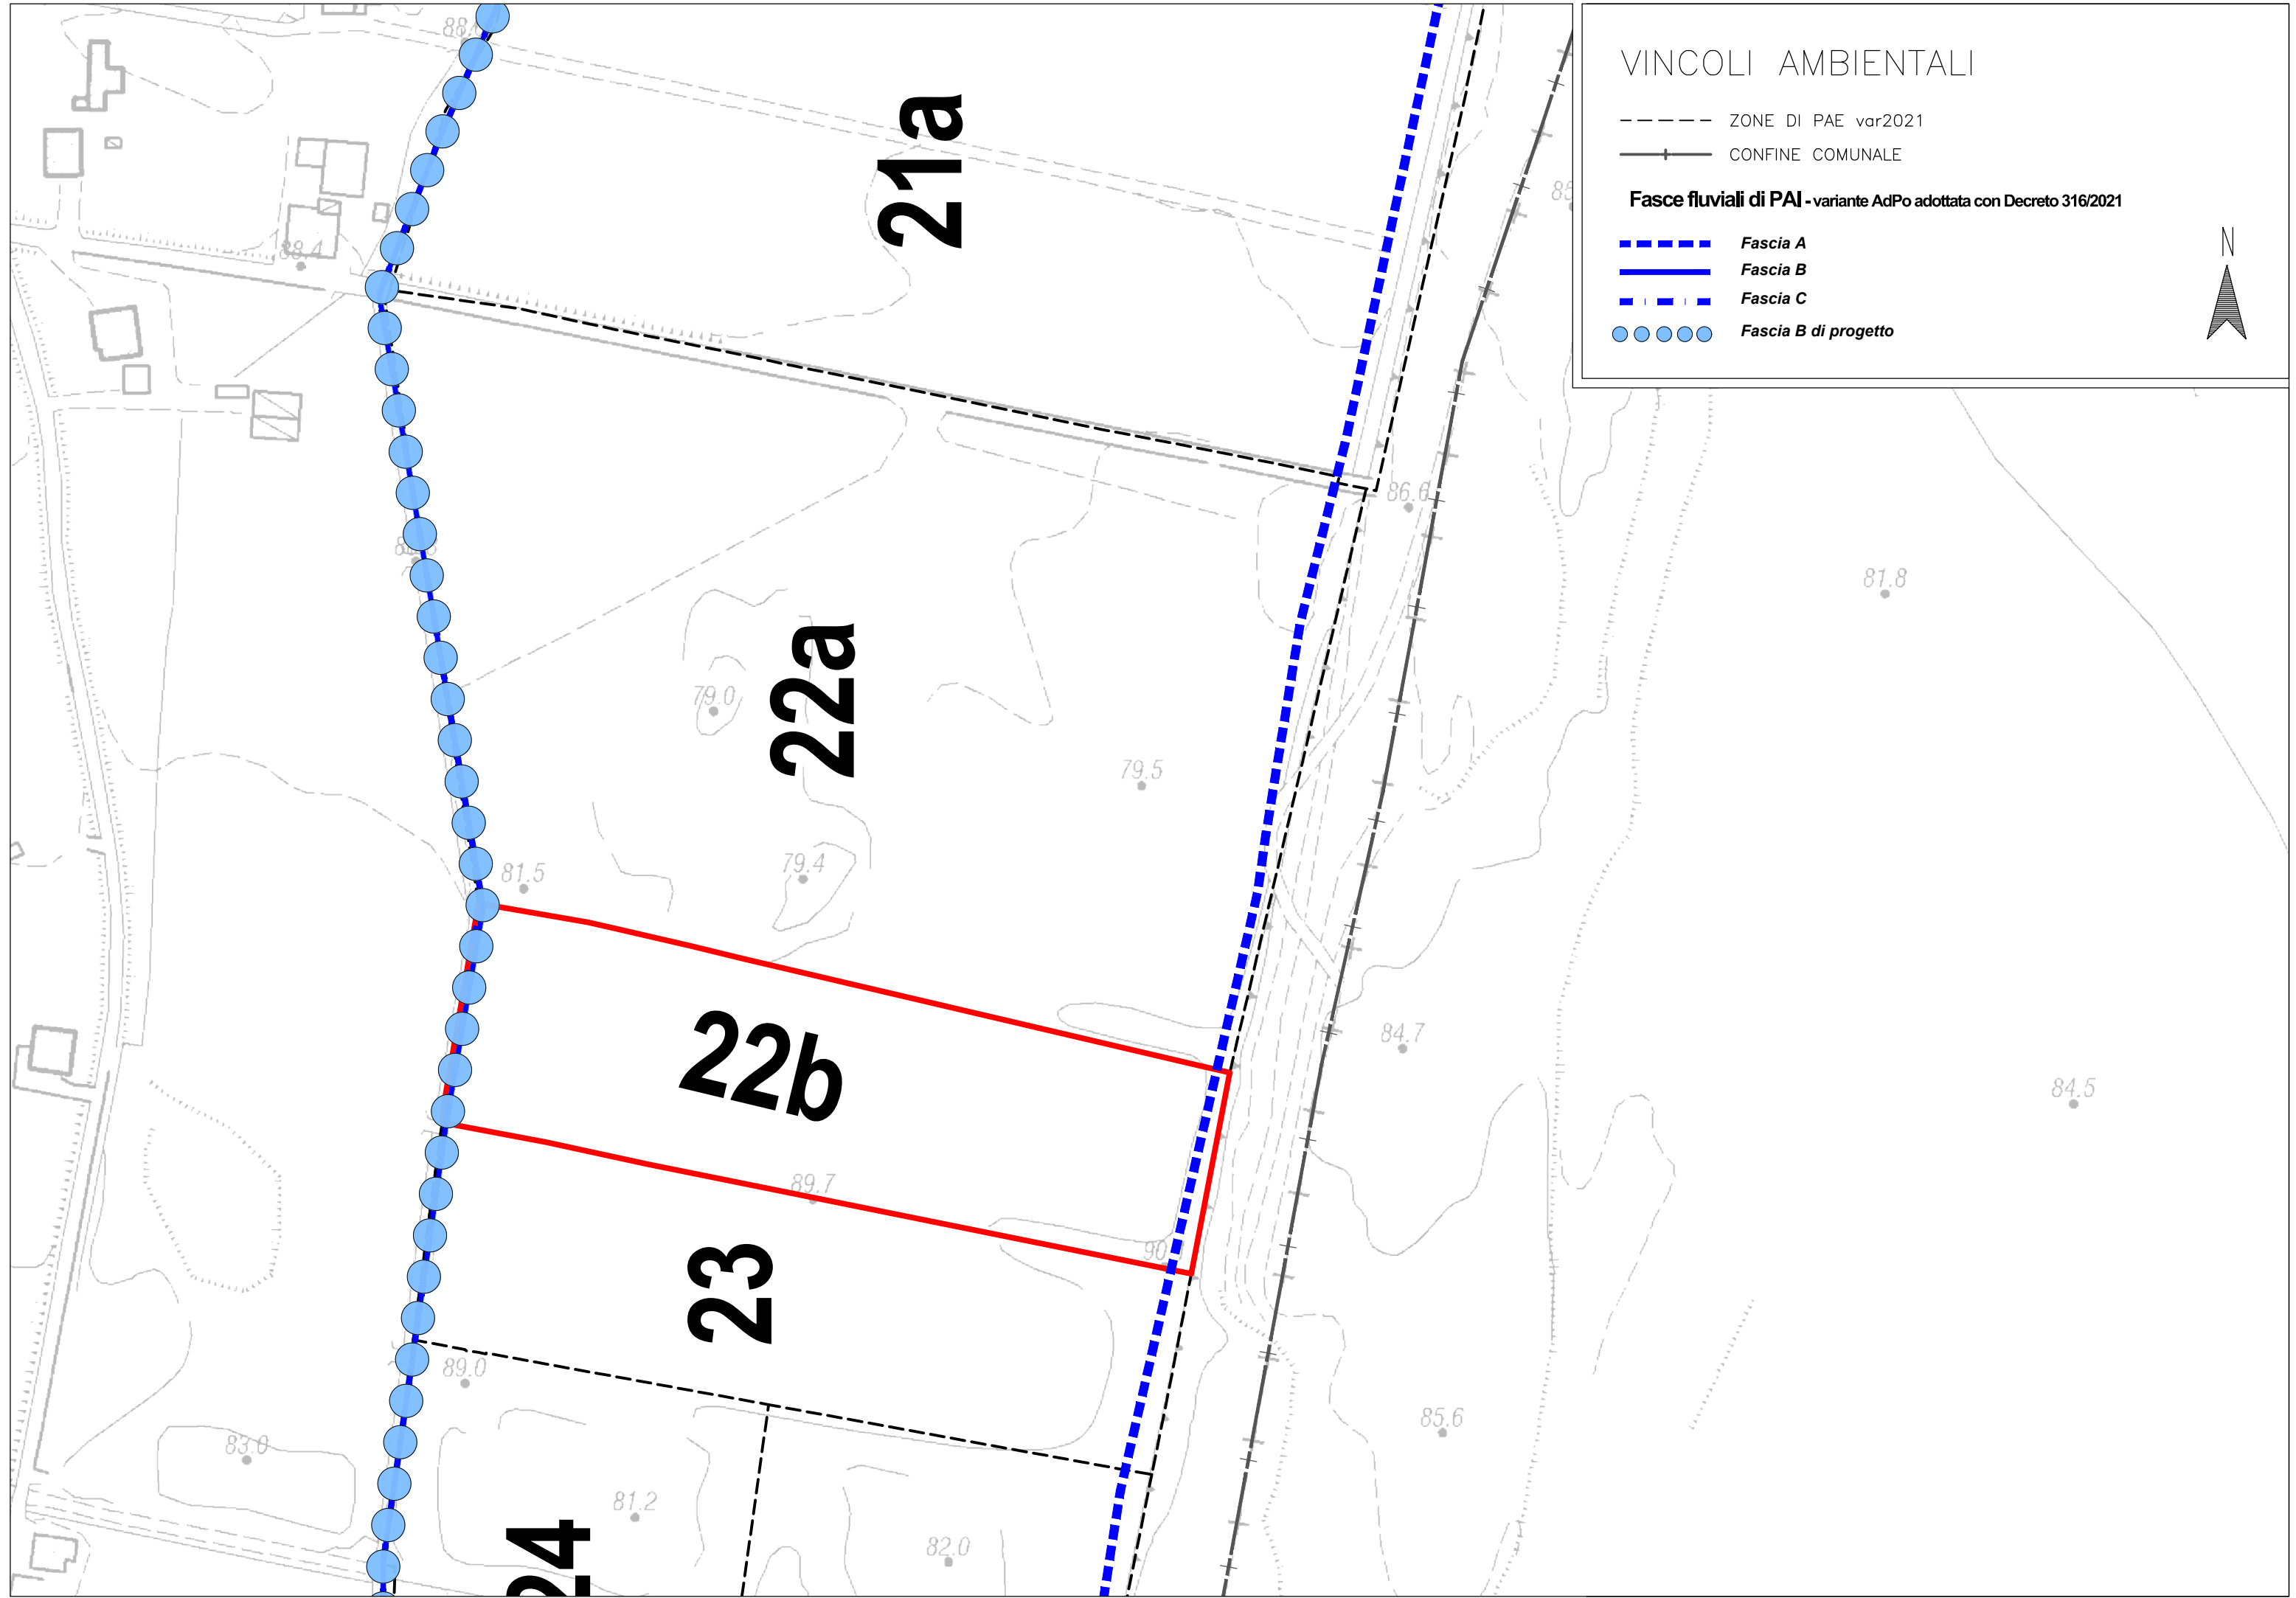 VINCOLI AMBIENTALI
ZONE DI PAE var2021
CONFINE COMUNALE
Fasce fluviali di PAI - variante AdPo adottata con Decreto 316/2021
Fascia A
Fascia B
Fascia C
Fascia B di progetto
N
21a
88.4
86.6
22a
81.8
79.0
79.5
79.4
81.5
22b
84.7
84.5
89.7
23
89.0
85.6
83.0
81.2
82.0
24